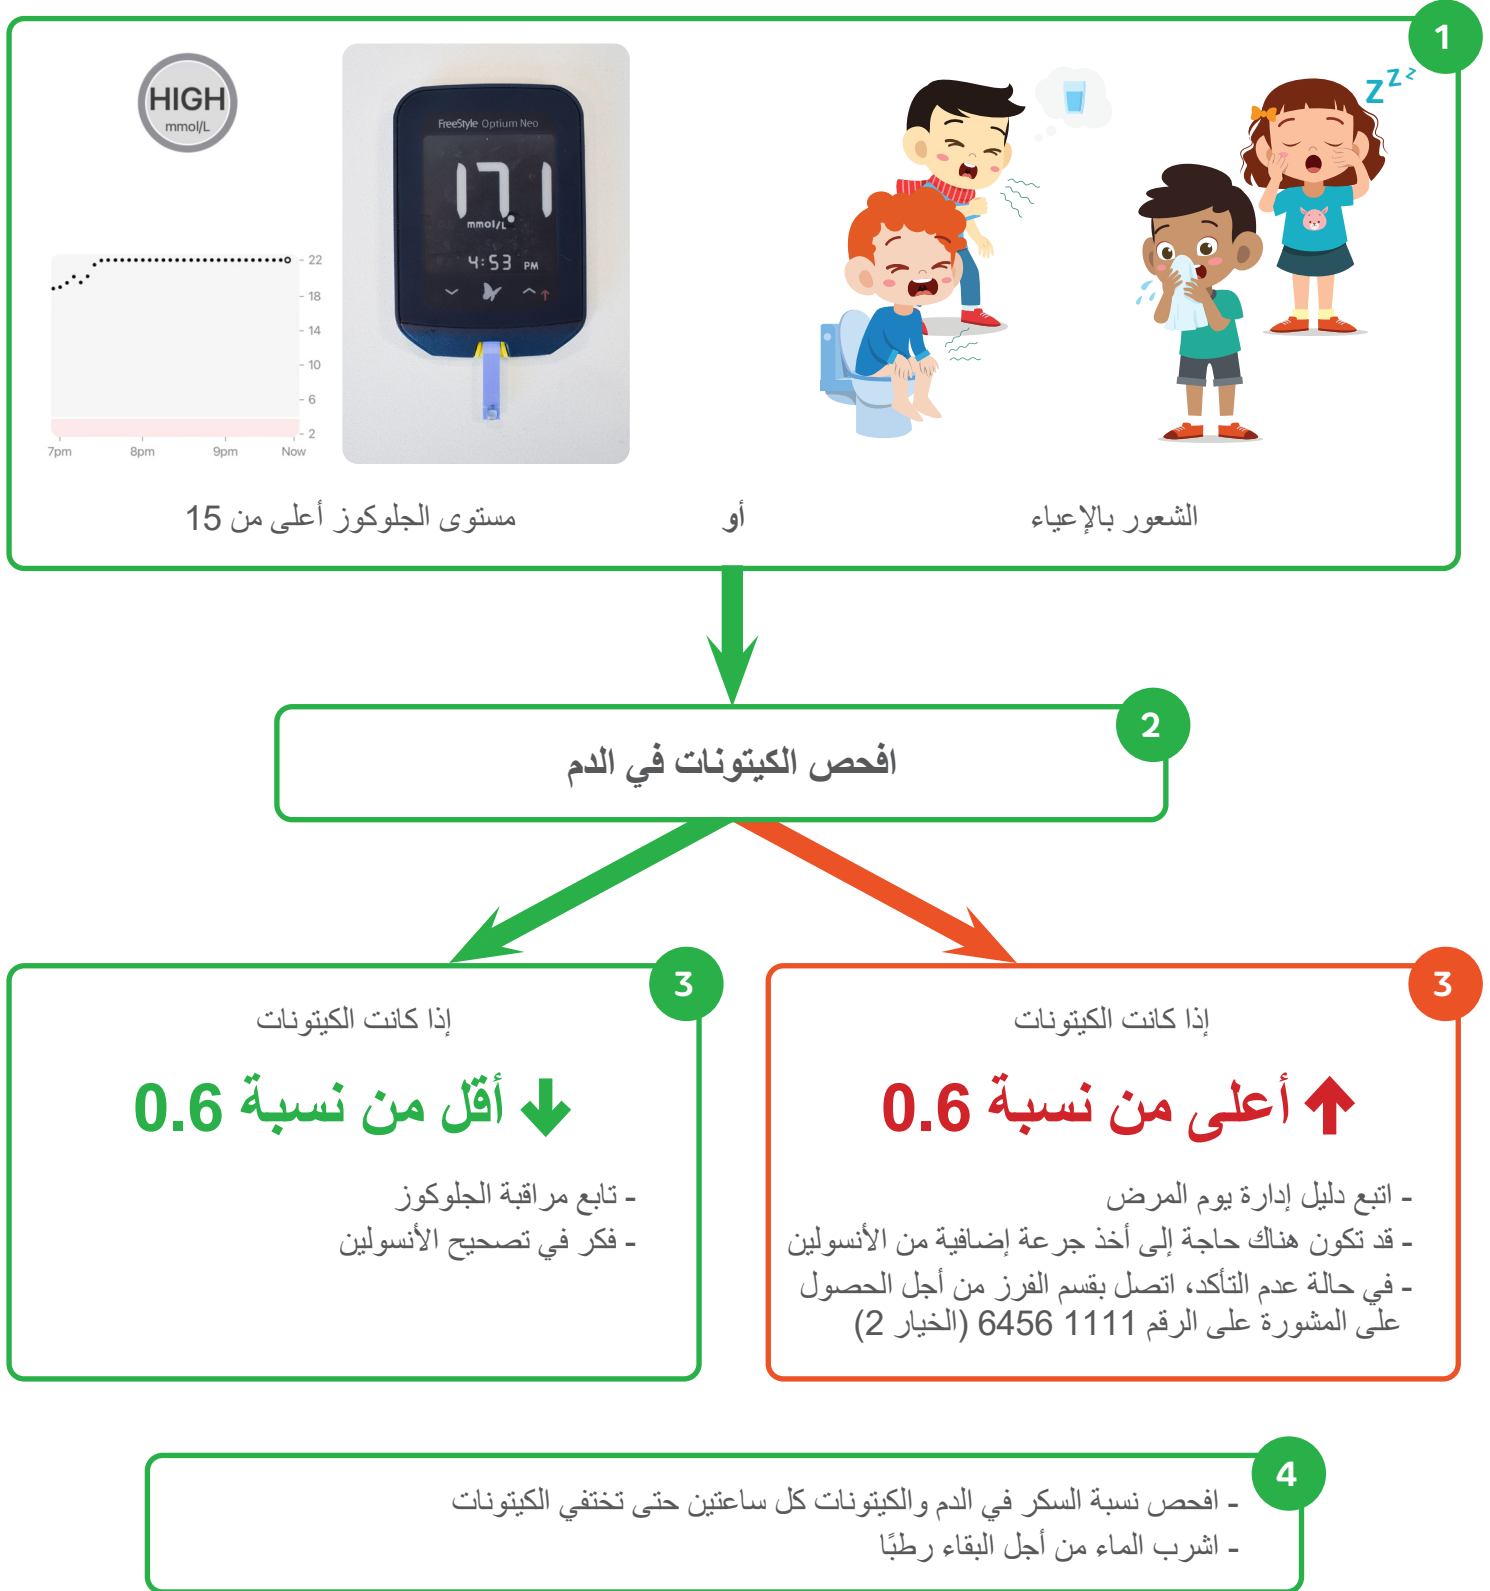 1
HIGH
mmol/L
FreeStyle Optium Neo
17.1
mmol/L
4:53 PM
22
18
14
10
6
2
7pm
8pm
9pm
Now
z z z
الشعور بالإعياء
أو
مستوى الجلوكوز أعلى من 15
2
افحص الكيتونات في الدم
3
إذا كانت الكيتونات
أعلى من نسبة 0.6
- اتبع دليل إدارة يوم المرض
- قد تكون هناك حاجة إلى أخذ جرعة إضافية من الأنسولين
- في حالة عدم التأكد، اتصل بقسم الفرز من أجل الحصول
على المشورة على الرقم 1111 6456 (الخيار 2)
3
إذا كانت الكيتونات
أقل من نسبة 0.6
- تابع مراقبة الجلوكوز
- فكر في تصحيح الأنسولين
4
- افحص نسبة السكر في الدم والكيتونات كل ساعتين حتى تختفي الكيتونات
- اشرب الماء من أجل البقاء رطبًا